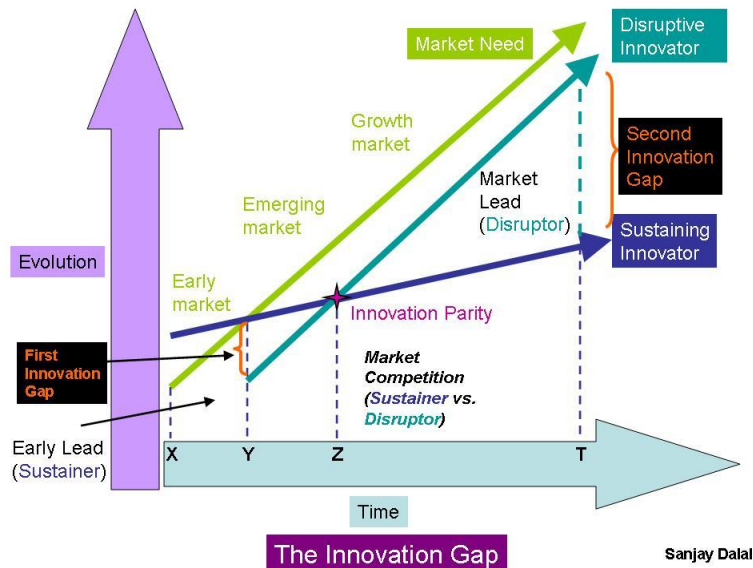 Market Need
Disruptive
Innovator
Growth
market
Second
Innovation
Gap
Market
Lead
(Disruptor)
Emerging
market
Sustaining
Innovator
Evolution
Early
market
Innovation Parity
First
Innovation
Gap
Market
Competition
(Sustainer vs.
Disruptor)
Early Lead
(Sustainer)
X Y Z T
Time
The Innovation Gap
Sanjay Dalal